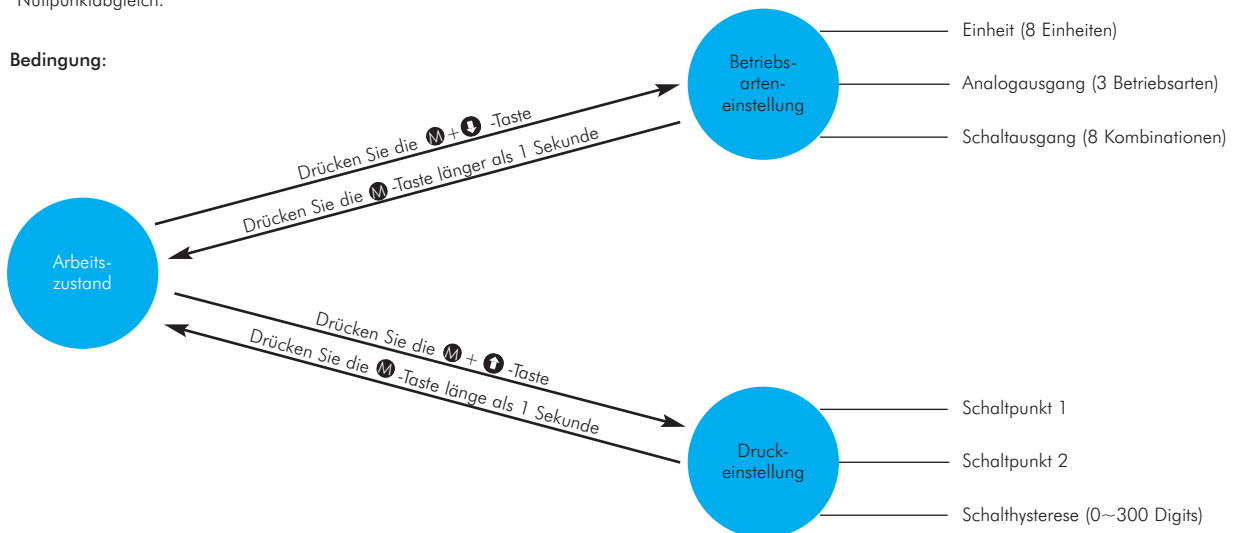 Nullpunktabgleich.
Bedingung:
Betriebs-
arten-
einstellung
Einheit (8 Einheiten)
Analogausgang (3 Betriebsarten)
Schaltausgang (8 Kombinationen)
Drücken Sie die M + ⬇ -Taste
Drücken Sie die M -Taste länger als 1 Sekunde
Arbeits-
zustand
Drücken Sie die M + ⬆ -Taste
Drücken Sie die M -Taste länge als 1 Sekunde
Druck-
einstellung
Schaltpunkt 1
Schaltpunkt 2
Schalthysterese (0~300 Digits)